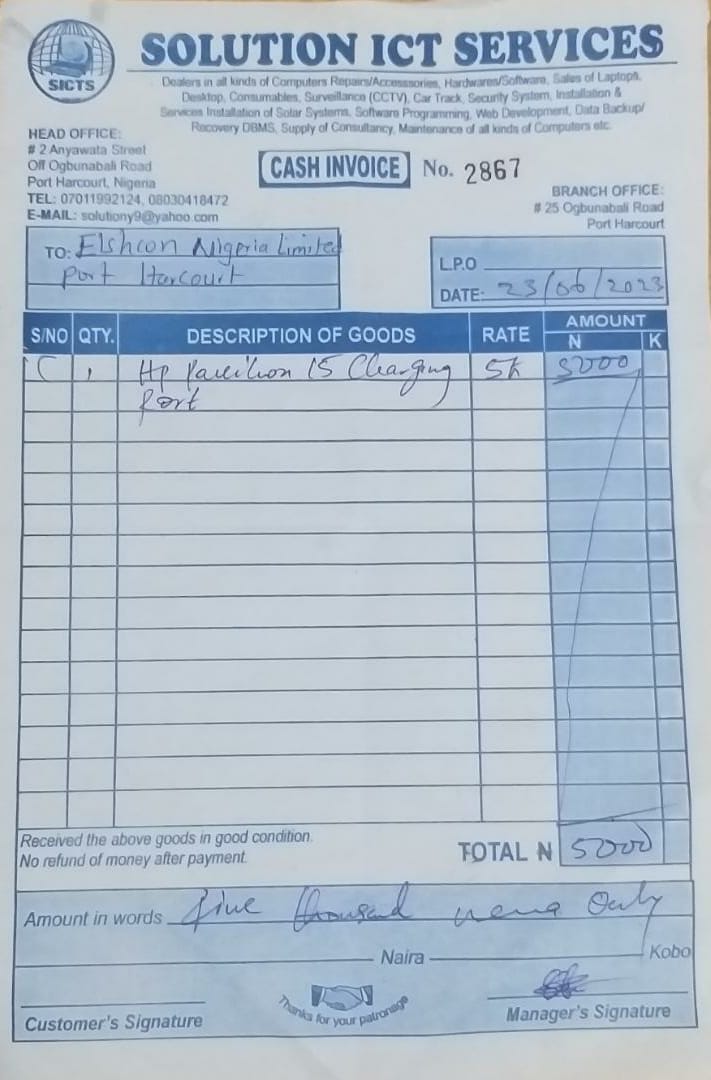 SICTS
SOLUTION ICT SERVICES
Dealers in all kinds of Computers Repairs/Accesssories, Hardwares/Software, Sales of Laptops,
Desktop, Consumables, Surveillance (CCTV), Car Track, Security System, Installation &
Services Installation of Solar Systems, Software Programming, Web Development, Data Backup/
Recovery DBMS, Supply of Consultancy, Maintenance of all kinds of Computers etc.
HEAD OFFICE:
# 2 Anyawata Street
Off Ogbunabali Road
Port Harcourt, Nigeria
TEL: 07011992124, 08030418472
E-MAIL: solutiony9@yahoo.com
CASH INVOICE No. 2867
BRANCH OFFICE:
# 25 Ogbunabali Road
Port Harcourt
TO: Elshcon Nigeria Limited
Port Harcourt
L.P.O
DATE: 23/06/2023
S/NO QTY. DESCRIPTION OF GOODS RATE AMOUNT
N K
1 Hp Pavilion 15 Charging 5k 5000
Port
Received the above goods in good condition.
No refund of money after payment.
TOTAL N 5000
Amount in words five thousand Only
Naira Kobo
Customer's Signature
Thanks for your patronage
Manager's Signature